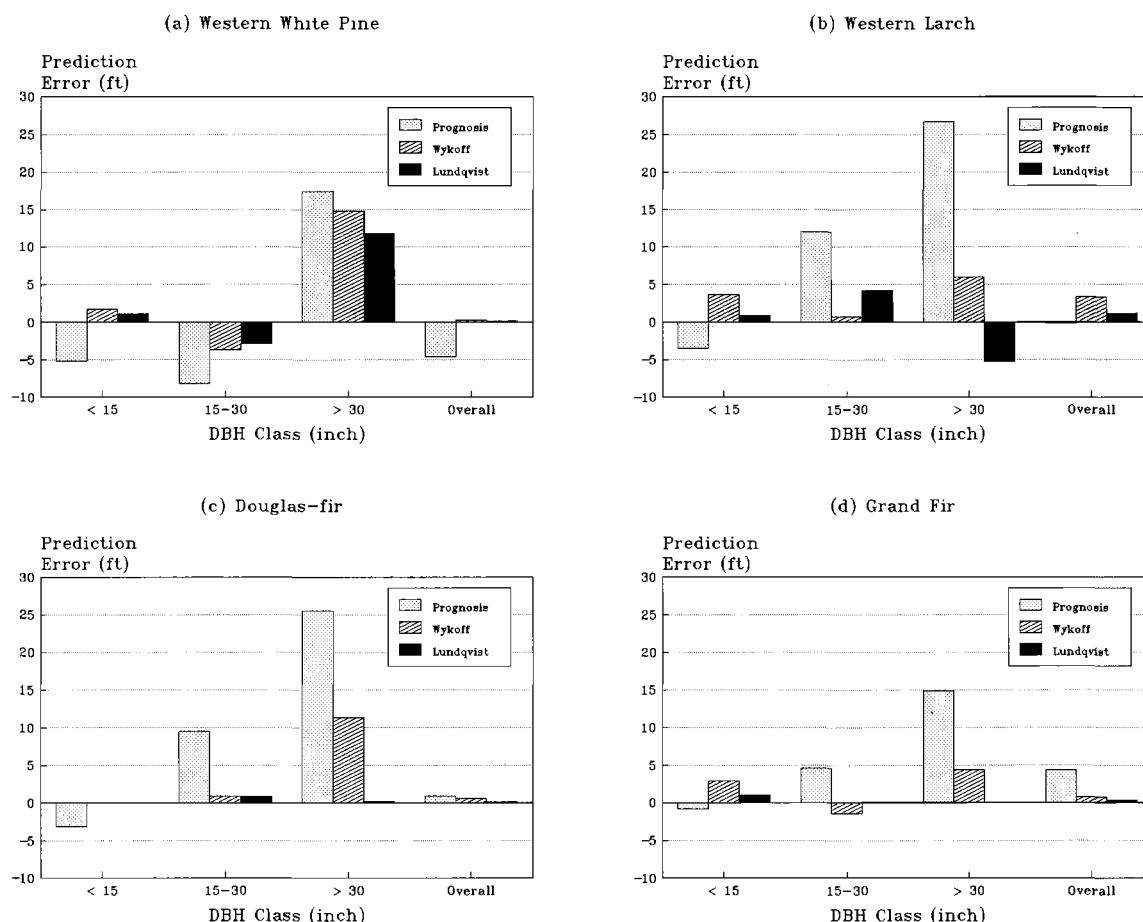 (a) Western White Pine
Prediction
Error (ft)
30
25
20
15
10
5
0
-5
-10
Prognosis
Wykoff
Lundqvist
< 15
15-30
> 30
Overall
DBH Class (inch)
(b) Western Larch
Prediction
Error (ft)
30
25
20
15
10
5
0
-5
-10
Prognosis
Wykoff
Lundqvist
< 15
15-30
> 30
Overall
DBH Class (inch)
(c) Douglas-fir
Prediction
Error (ft)
30
25
20
15
10
5
0
-5
-10
Prognosis
Wykoff
Lundqvist
< 15
15-30
> 30
Overall
DBH Class (inch)
(d) Grand Fir
Prediction
Error (ft)
30
25
20
15
10
5
0
-5
-10
Prognosis
Wykoff
Lundqvist
< 15
15-30
> 30
Overall
DBH Class (inch)